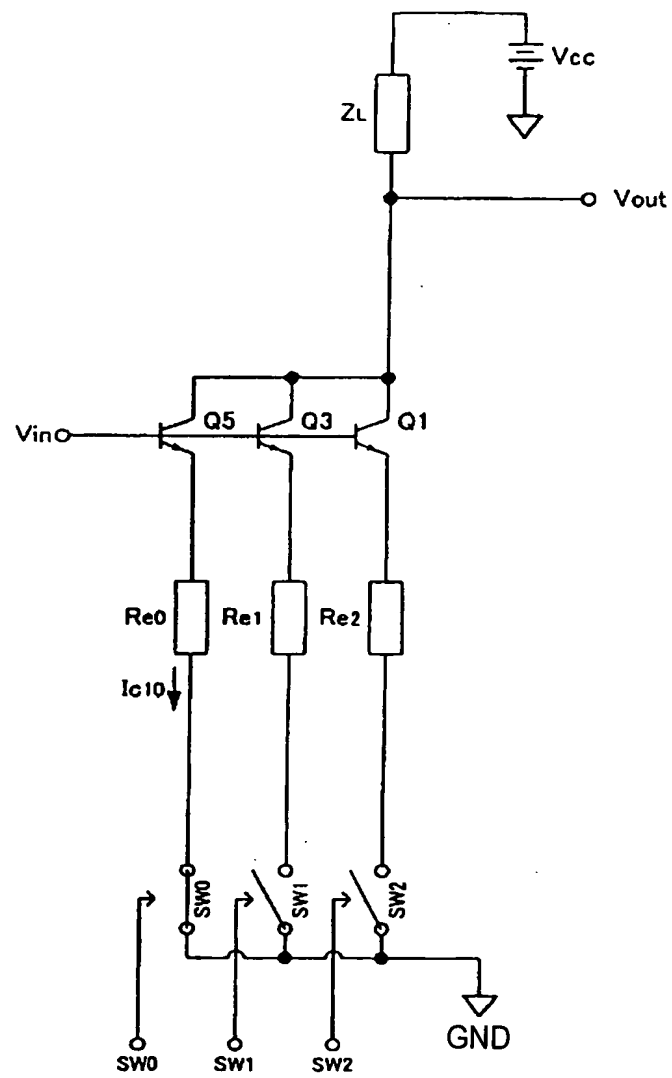 Vcc
ZL
Vout
Vin
Q5
Q3
Q1
Re0
Re1
Re2
Ic10
SW0
SW1
SW2
GND
SW0
SW1
SW2